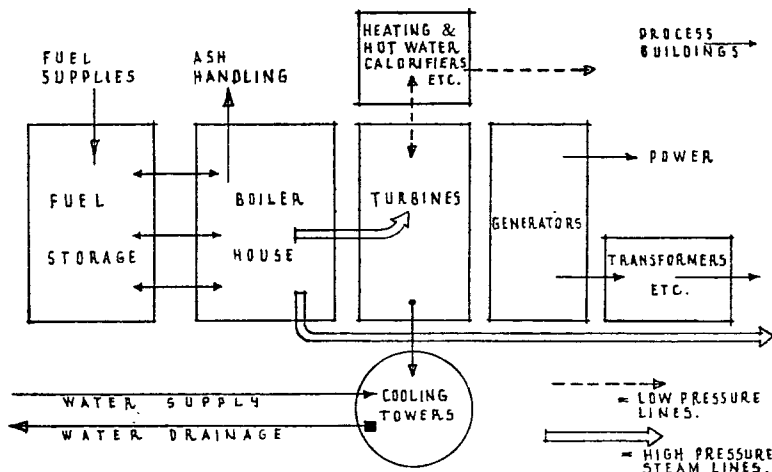 FUEL
SUPPLIES
ASH
HANDLING
HEATING &
HOT WATER
CALORIFIERS
ETC.
PROCESS
BUILDINGS
FUEL
STORAGE
BOILER
HOUSE
TURBINES
GENERATORS
POWER
TRANSFORMERS
ETC.
COOLING
TOWERS
WATER SUPPLY
WATER DRAINAGE
= LOW PRESSURE
LINES.
= HIGH PRESSURE
STEAM LINES.